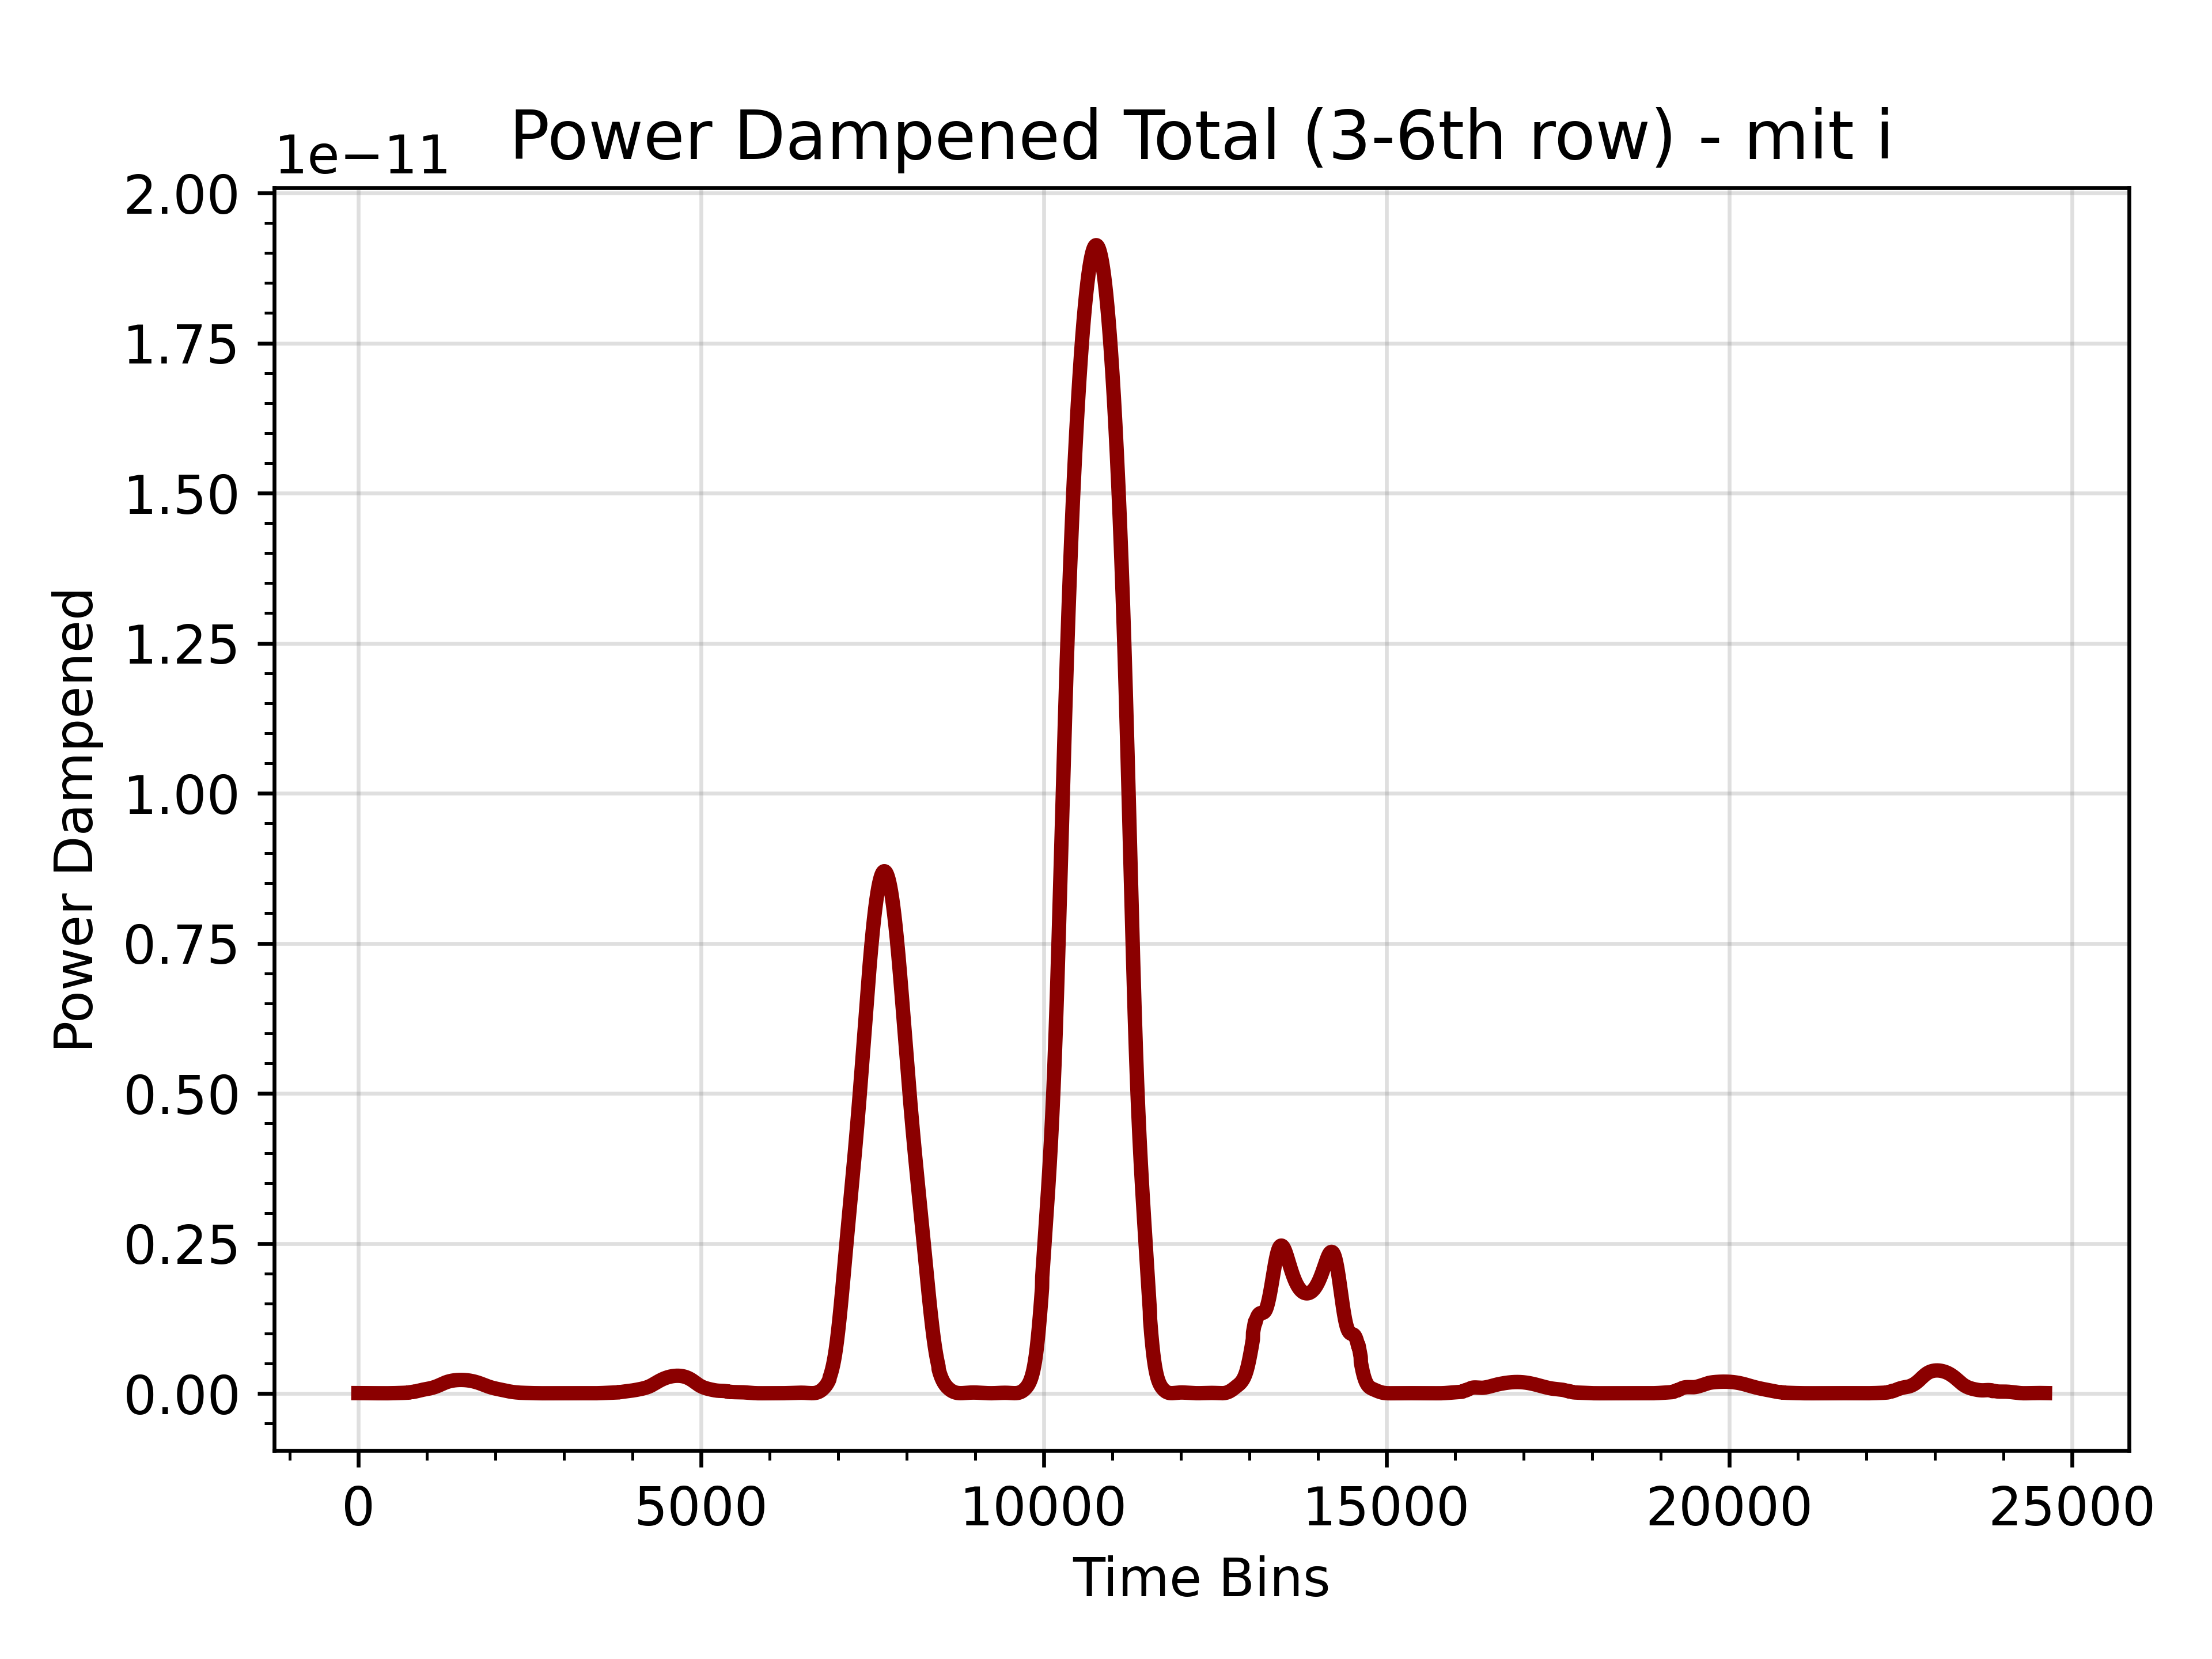 Power Dampened Total (3-6th row) - mit i
1e−11
2.00
1.75
1.50
1.25
1.00
0.75
0.50
0.25
0.00
Power Dampened
0 5000 10000 15000 20000 25000
Time Bins